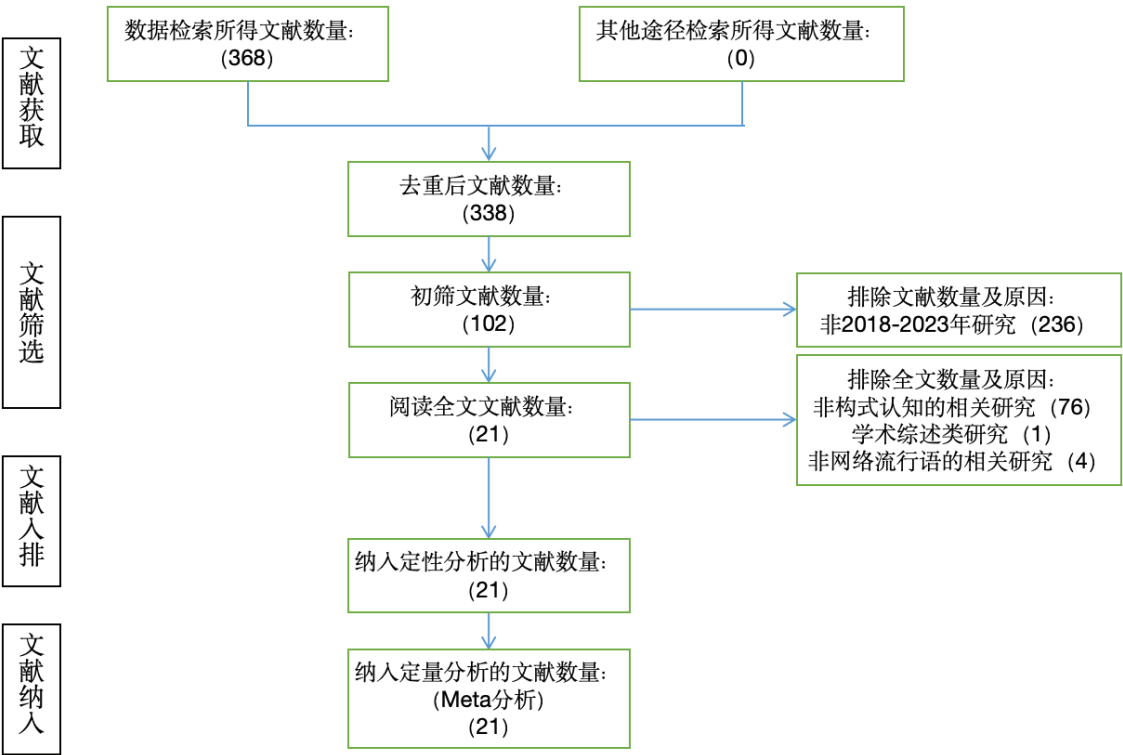 文献获取
数据检索所得文献数量：
(368)
其他途径检索所得文献数量：
(0)
去重后文献数量：
(338)
文献筛选
初筛文献数量：
(102)
排除文献数量及原因：
非2018-2023年研究 (236)
阅读全文文献数量：
(21)
排除全文数量及原因：
非构式认知的相关研究 (76)
学术综述类研究 (1)
非网络流行语的相关研究 (4)
文献入排
纳入定性分析的文献数量：
(21)
文献纳入
纳入定量分析的文献数量：
(Meta分析)
(21)